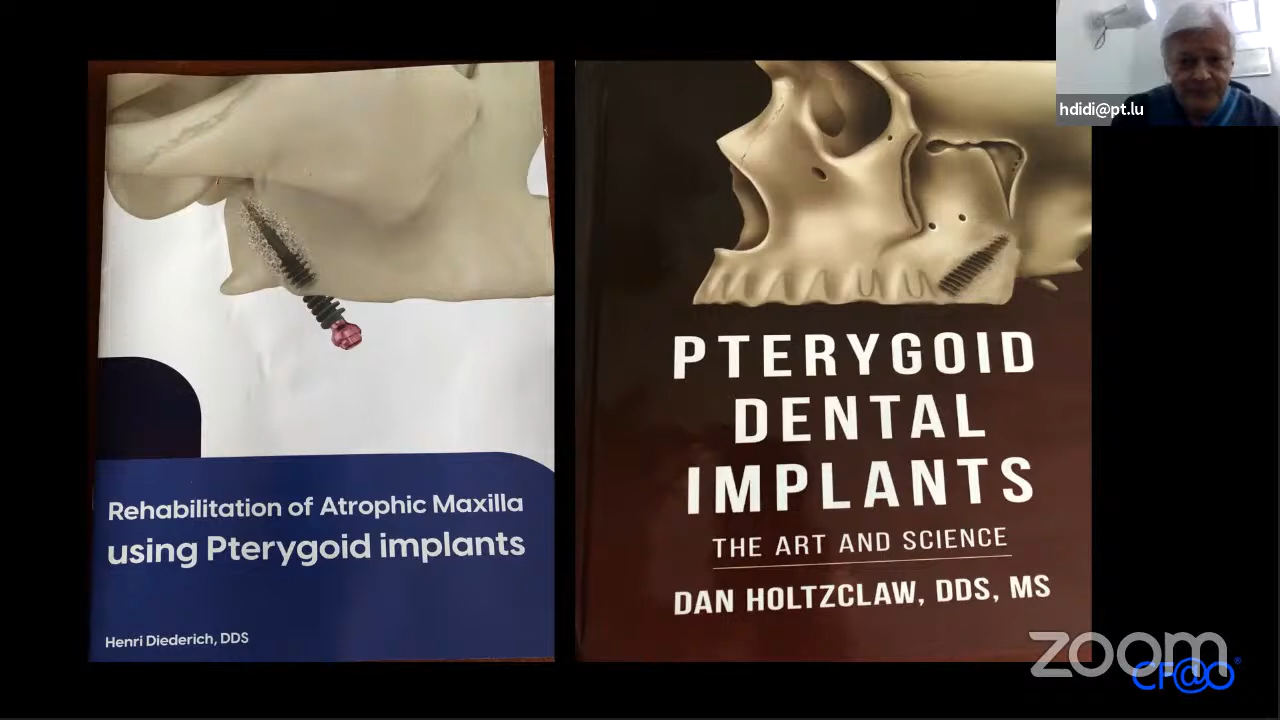 hdidi@pt.lu
Rehabilitation of Atrophic Maxilla
using Pterygoid implants
Henri Diederich, DDS
PTERYGOID
DENTAL
IMPLANTS
THE ART AND SCIENCE
DAN HOLTZCLAW, DDS, MS
zoom
CF@O®